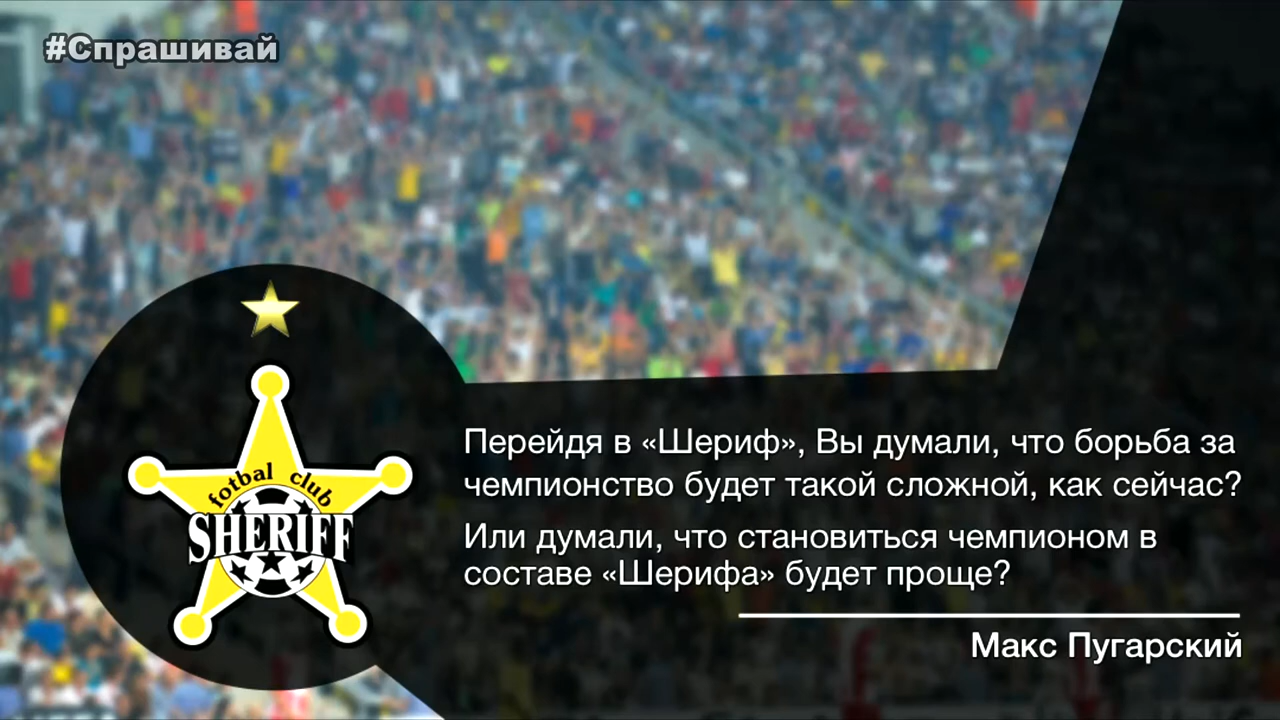 #Спрашивай
fotbal club
SHERIFF
Перейдя в «Шериф», Вы думали, что борьба за
чемпионство будет такой сложной, как сейчас?
Или думали, что становиться чемпионом в
составе «Шерифа» будет проще?
Макс Пугарский